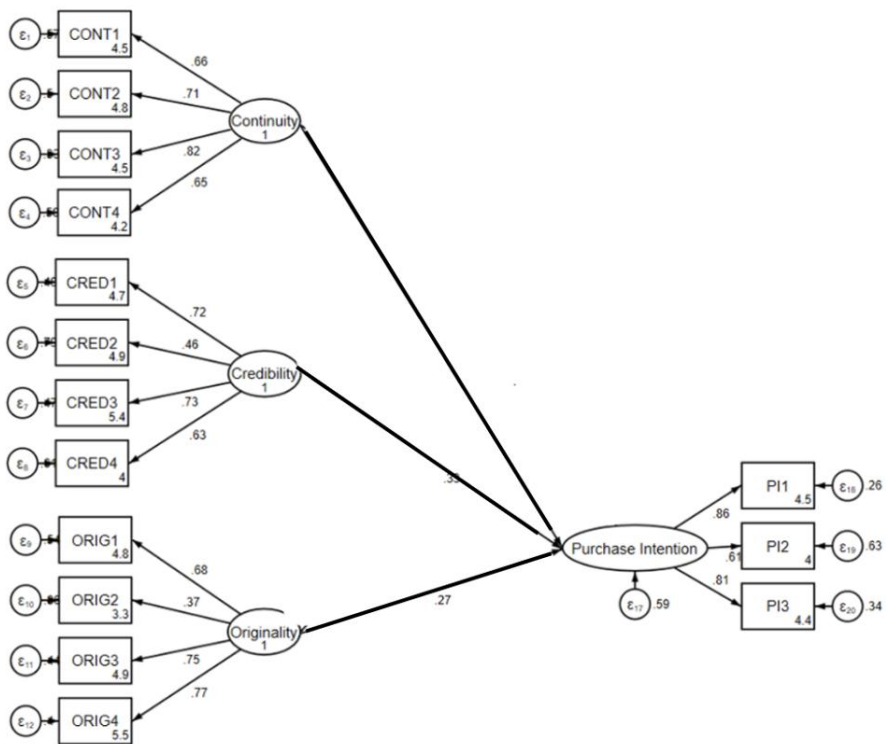 ε₁
CONT1
4.5
.66
ε₂
CONT2
4.8
.71
Continuity
1
ε₃
CONT3
4.5
.82
ε₄
CONT4
4.2
.65
ε₅
CRED1
4.7
.72
ε₆
CRED2
4.9
.46
Credibility
1
ε₇
CRED3
5.4
.73
ε₈
CRED4
4
.63
ε₉
ORIG1
4.8
.68
ε₁₀
ORIG2
3.3
.37
Originality
1
ε₁₁
ORIG3
4.9
.75
ε₁₂
ORIG4
5.5
.77
.27
Purchase Intention
ε₁₇ .59
PI1
4.5
.86
ε₁₈ .26
PI2
4
.61
ε₁₉ .63
PI3
4.4
.81
ε₂₀ .34